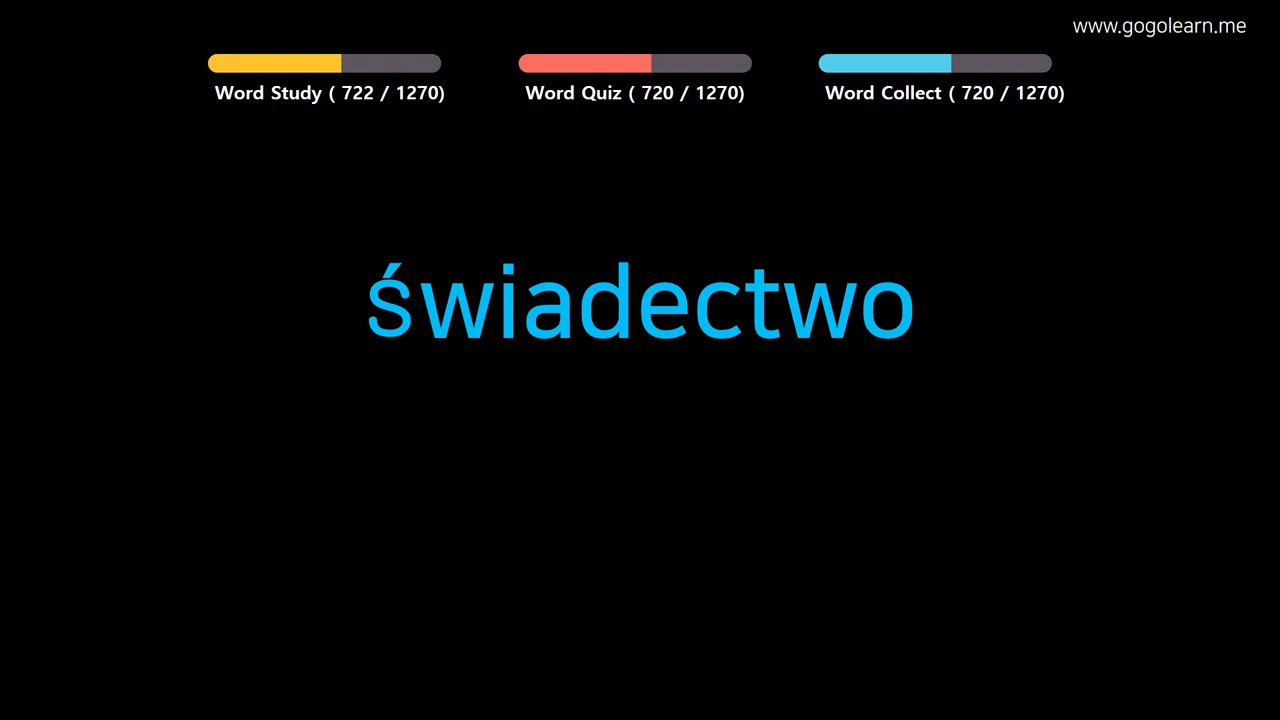 www.gogolearn.me
Word Study ( 722 / 1270)
Word Quiz ( 720 / 1270)
Word Collect ( 720 / 1270)
świadectwo